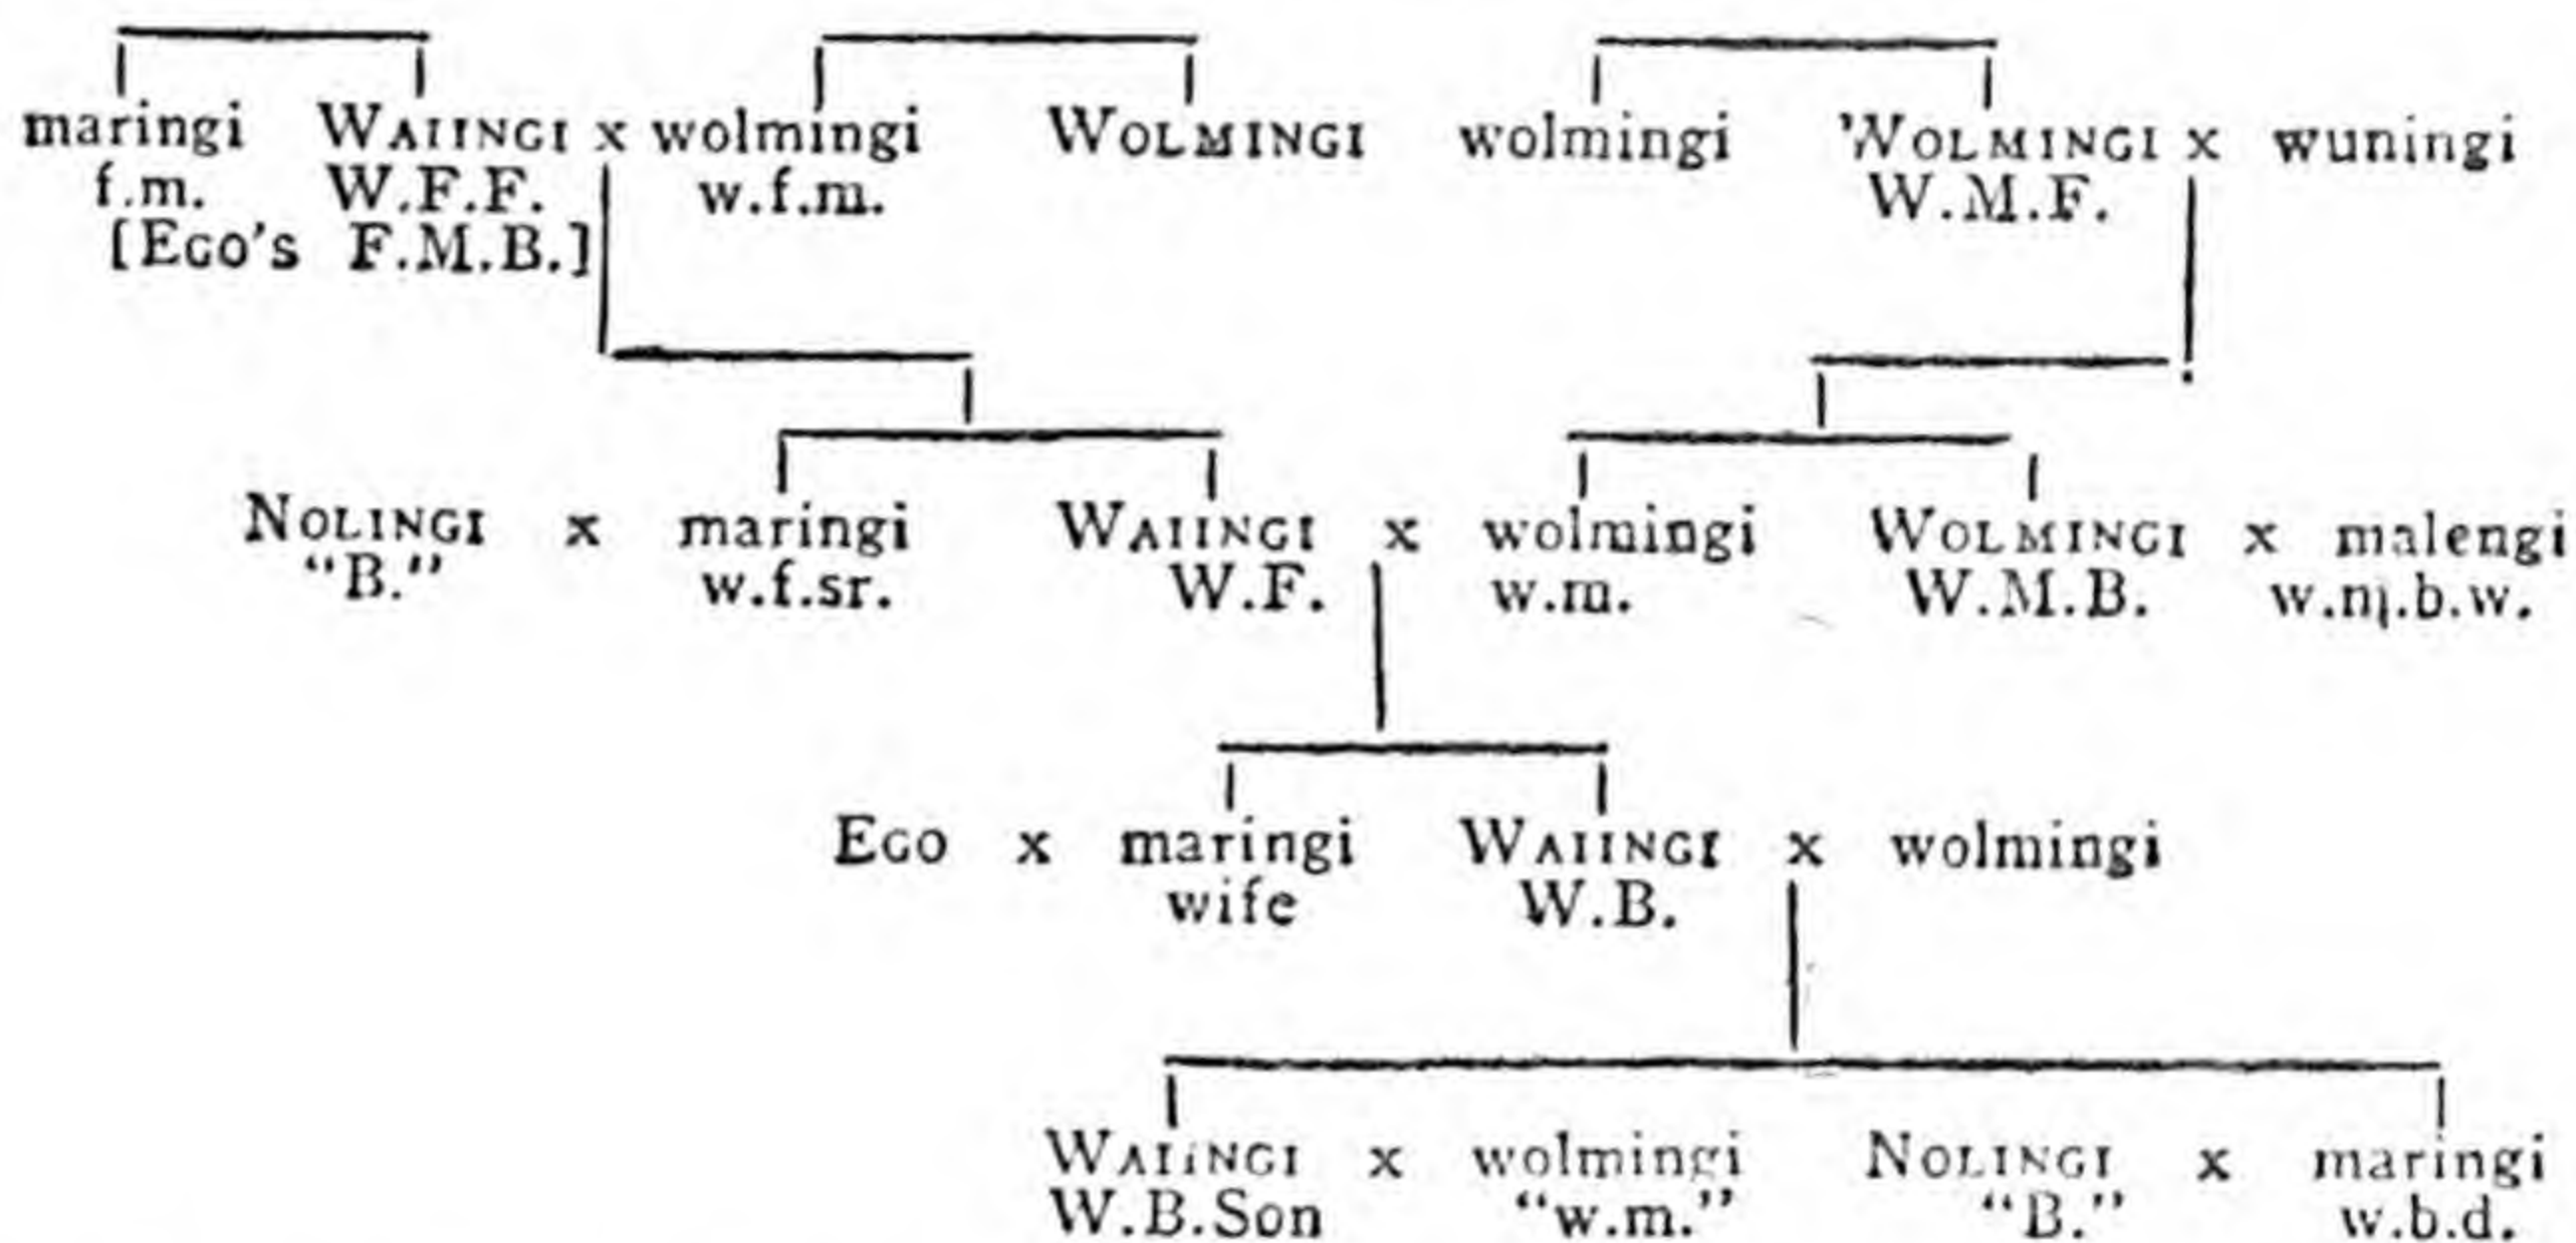 maringi WAIINGI x wolmingi WOLMINGI wolmingi WOLMINGI x wuningi
f.m. W.F.F. w.f.m. W.M.F.
[EGO's F.M.B.]
NOLINGI x maringi WAIINGI x wolmingi WOLMINGI x malengi
"B." w.f.sr. W.F. w.m. W.M.B. w.m.b.w.
EGO x maringi WAIINGI x wolmingi
wife W.B.
WAIINGI x wolmingi NOLINGI x maringi
W.B.Son "w.m." "B." w.b.d.